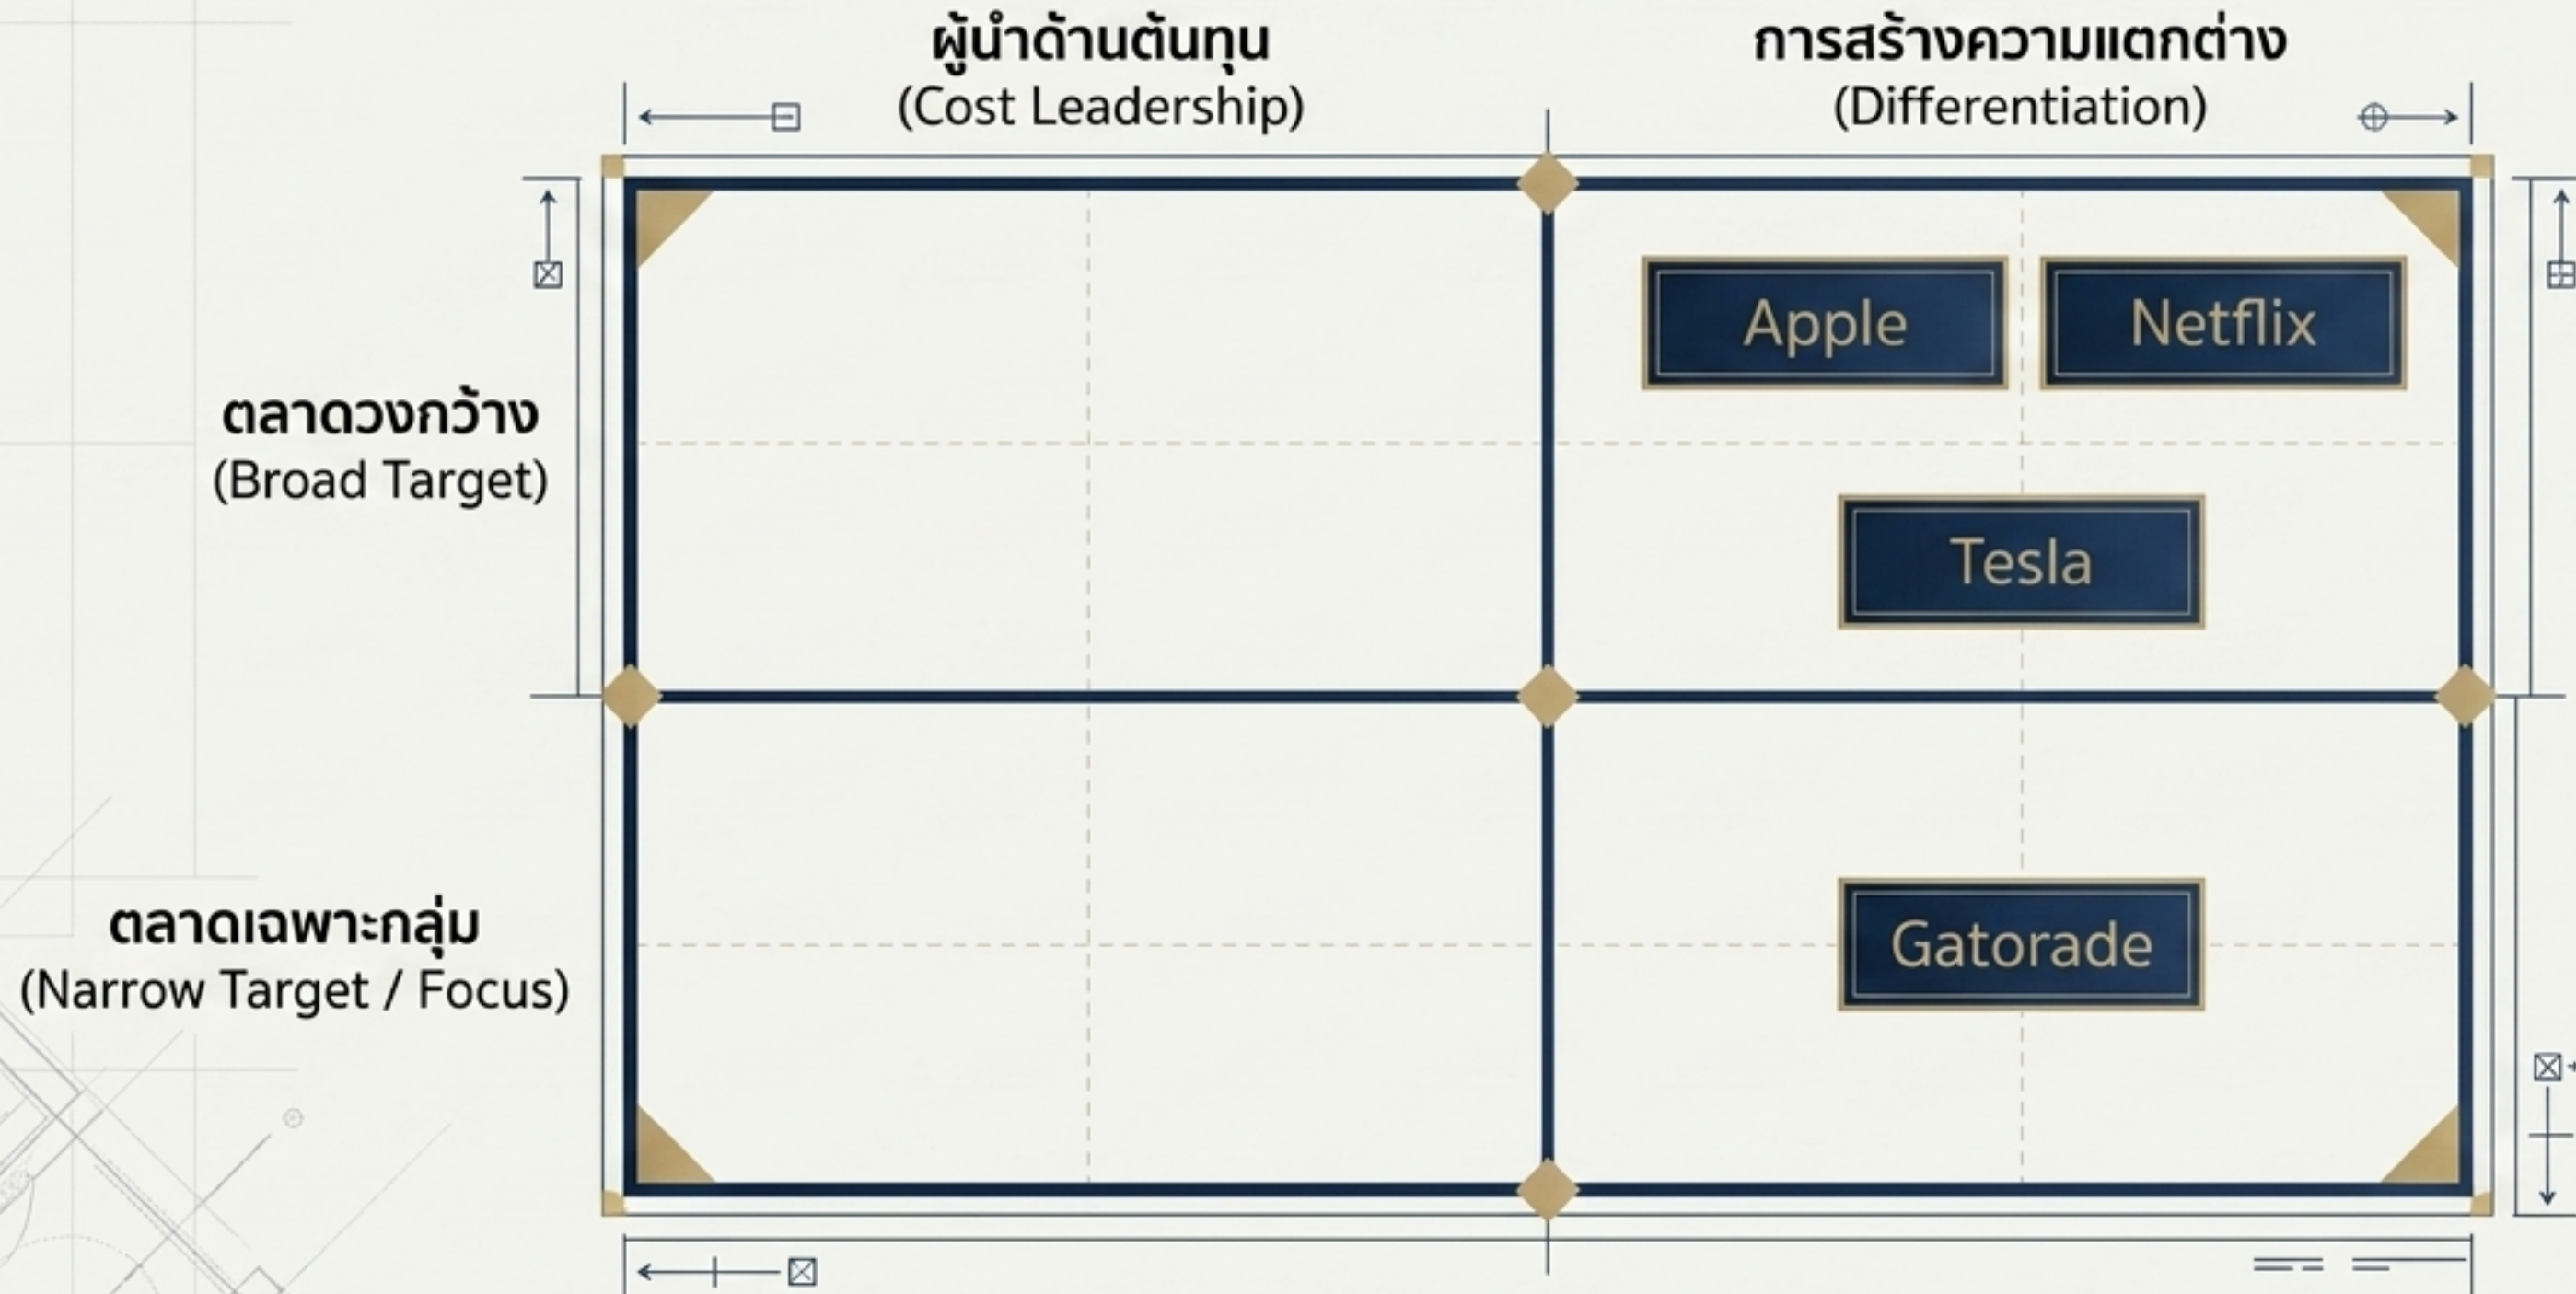 ผู้นำด้านต้นทุน
(Cost Leadership)
การสร้างความแตกต่าง
(Differentiation)
ตลาดวงกว้าง
(Broad Target)
Apple
Netflix
Tesla
ตลาดเฉพาะกลุ่ม
(Narrow Target / Focus)
Gatorade